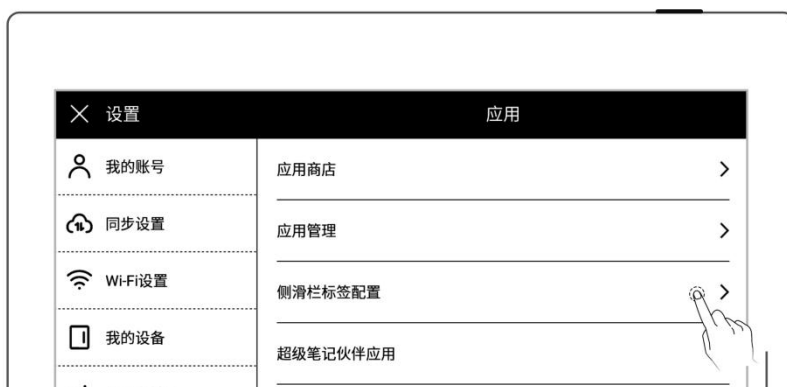 设置
应用
我的账号
同步设置
Wi-Fi设置
我的设备
应用商店
应用管理
侧滑栏标签配置
超级笔记伙伴应用